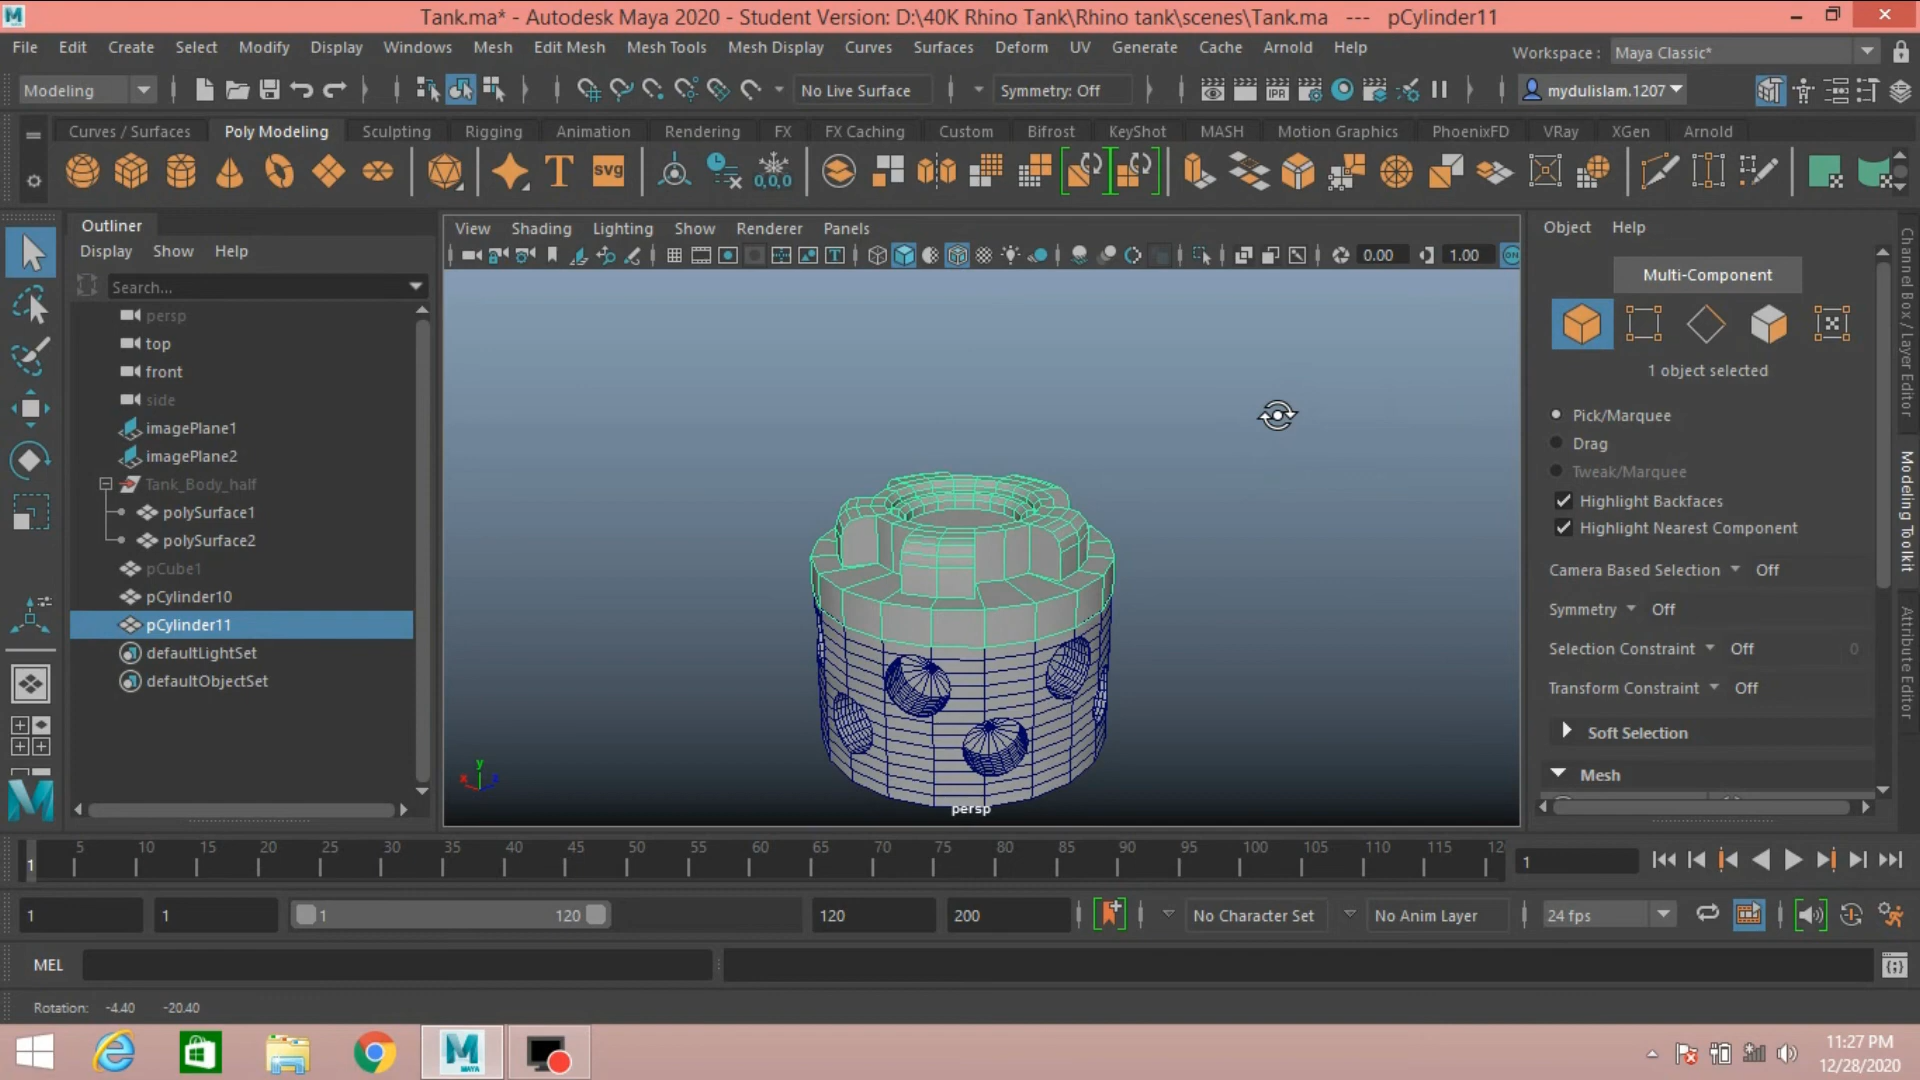 Tank.ma* - Autodesk Maya 2020 - Student Version: D:\40K Rhino Tank\Rhino tank\scenes\Tank.ma --- pCylinder11
File Edit Create Select Modify Display Windows Mesh Edit Mesh Mesh Tools Mesh Display Curves Surfaces Deform UV Generate Cache Arnold Help Workspace : Maya Classic*
Modeling No Live Surface Symmetry: Off mydulislam.1207
Curves / Surfaces Poly Modeling Sculpting Rigging Animation Rendering FX FX Caching Custom Bifrost KeyShot MASH Motion Graphics PhoenixFD VRay XGen Arnold
T svg 0,0,0
Outliner
Display Show Help
Search...
persp
top
front
side
imagePlane1
imagePlane2
Tank_Body_half
polySurface1
polySurface2
pCube1
pCylinder10
pCylinder11
defaultLightSet
defaultObjectSet
View Shading Lighting Show Renderer Panels
0.00 1.00 ON
y
x z
persp
Object Help
Multi-Component
1 object selected
Pick/Marquee
Drag
Tweak/Marquee
Highlight Backfaces
Highlight Nearest Component
Camera Based Selection Off
Symmetry Off
Selection Constraint Off 0
Transform Constraint Off
Soft Selection
Mesh
Channel Box / Layer Editor
Modeling Toolkit
Attribute Editor
1 5 10 15 20 25 30 35 40 45 50 55 60 65 70 75 80 85 90 95 100 105 110 115 12 1
1 1 1 120 120 200 No Character Set No Anim Layer 24 fps
MEL
Rotation: -4.40 -20.40
MAYA
11:27 PM
12/28/2020